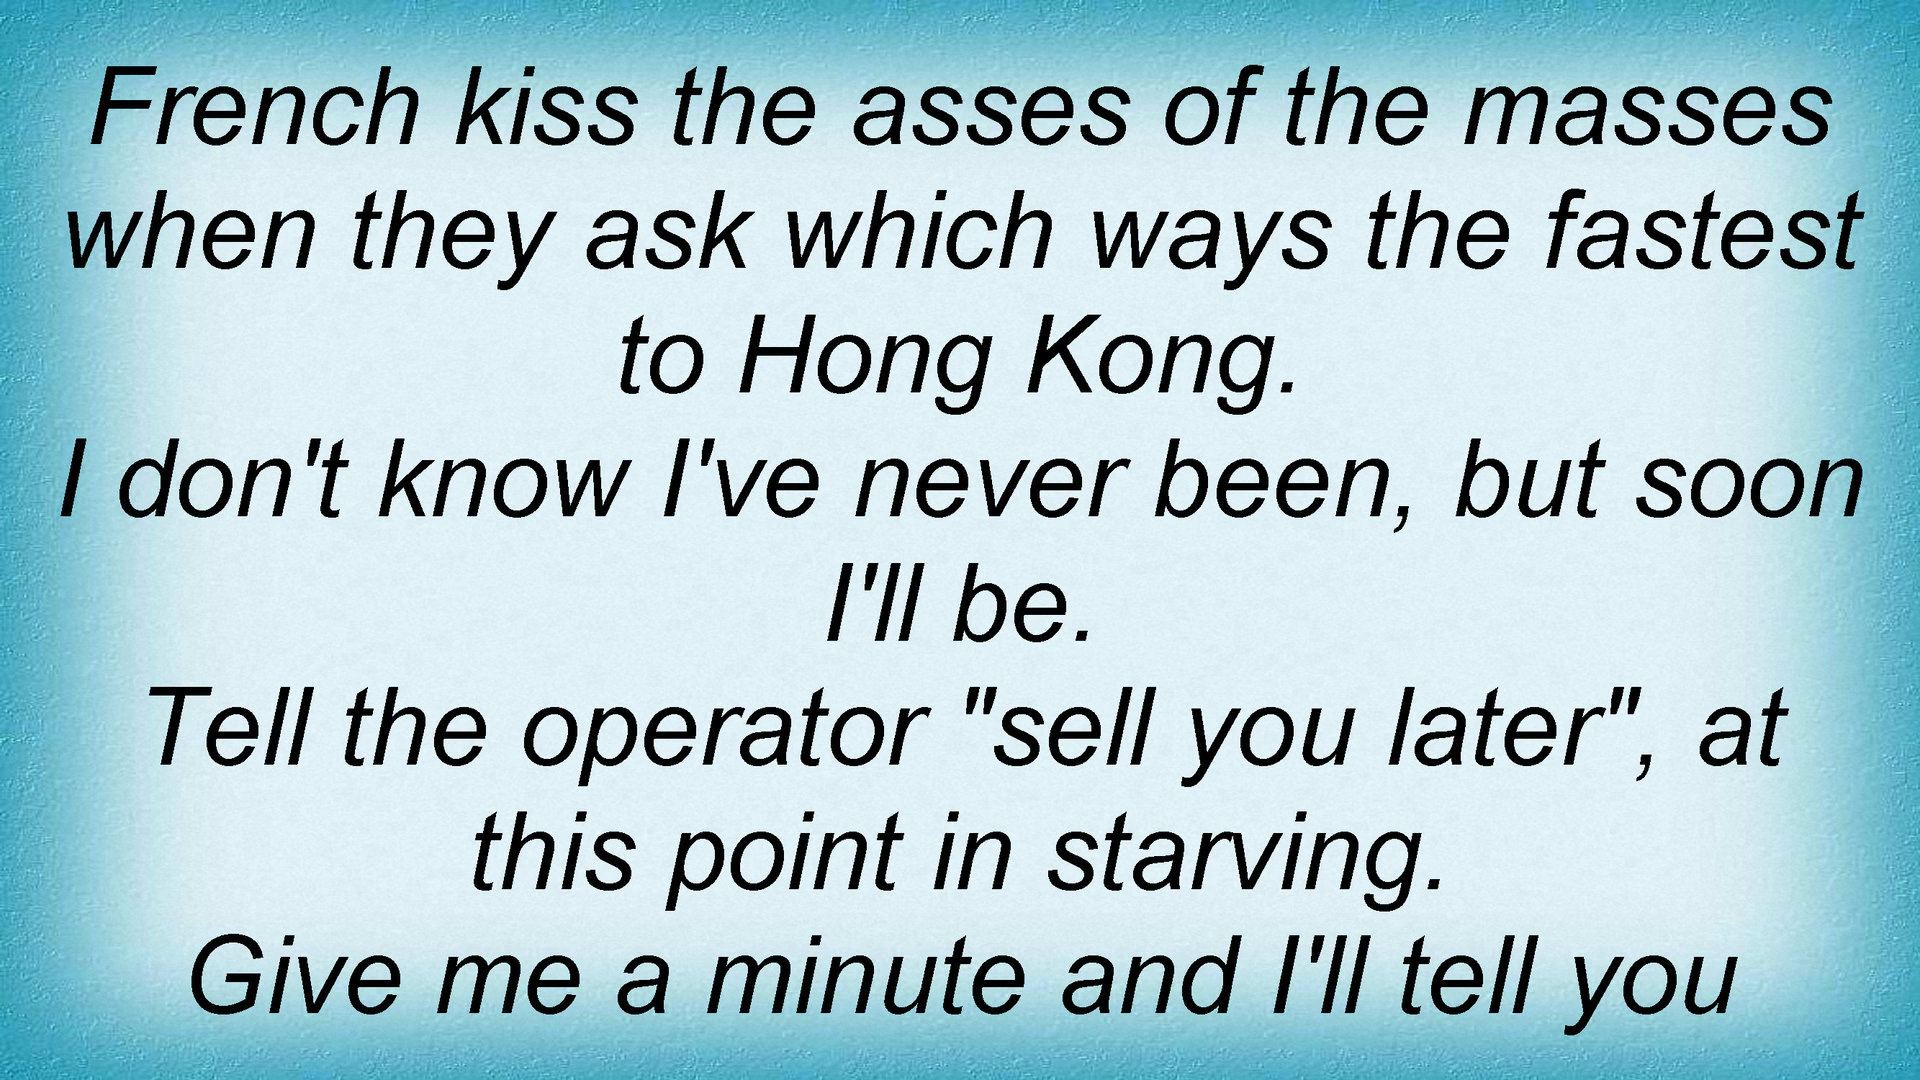 French kiss the asses of the masses
when they ask which ways the fastest
to Hong Kong.
I don't know I've never been, but soon
I'll be.
Tell the operator "sell you later", at
this point in starving.
Give me a minute and I'll tell you